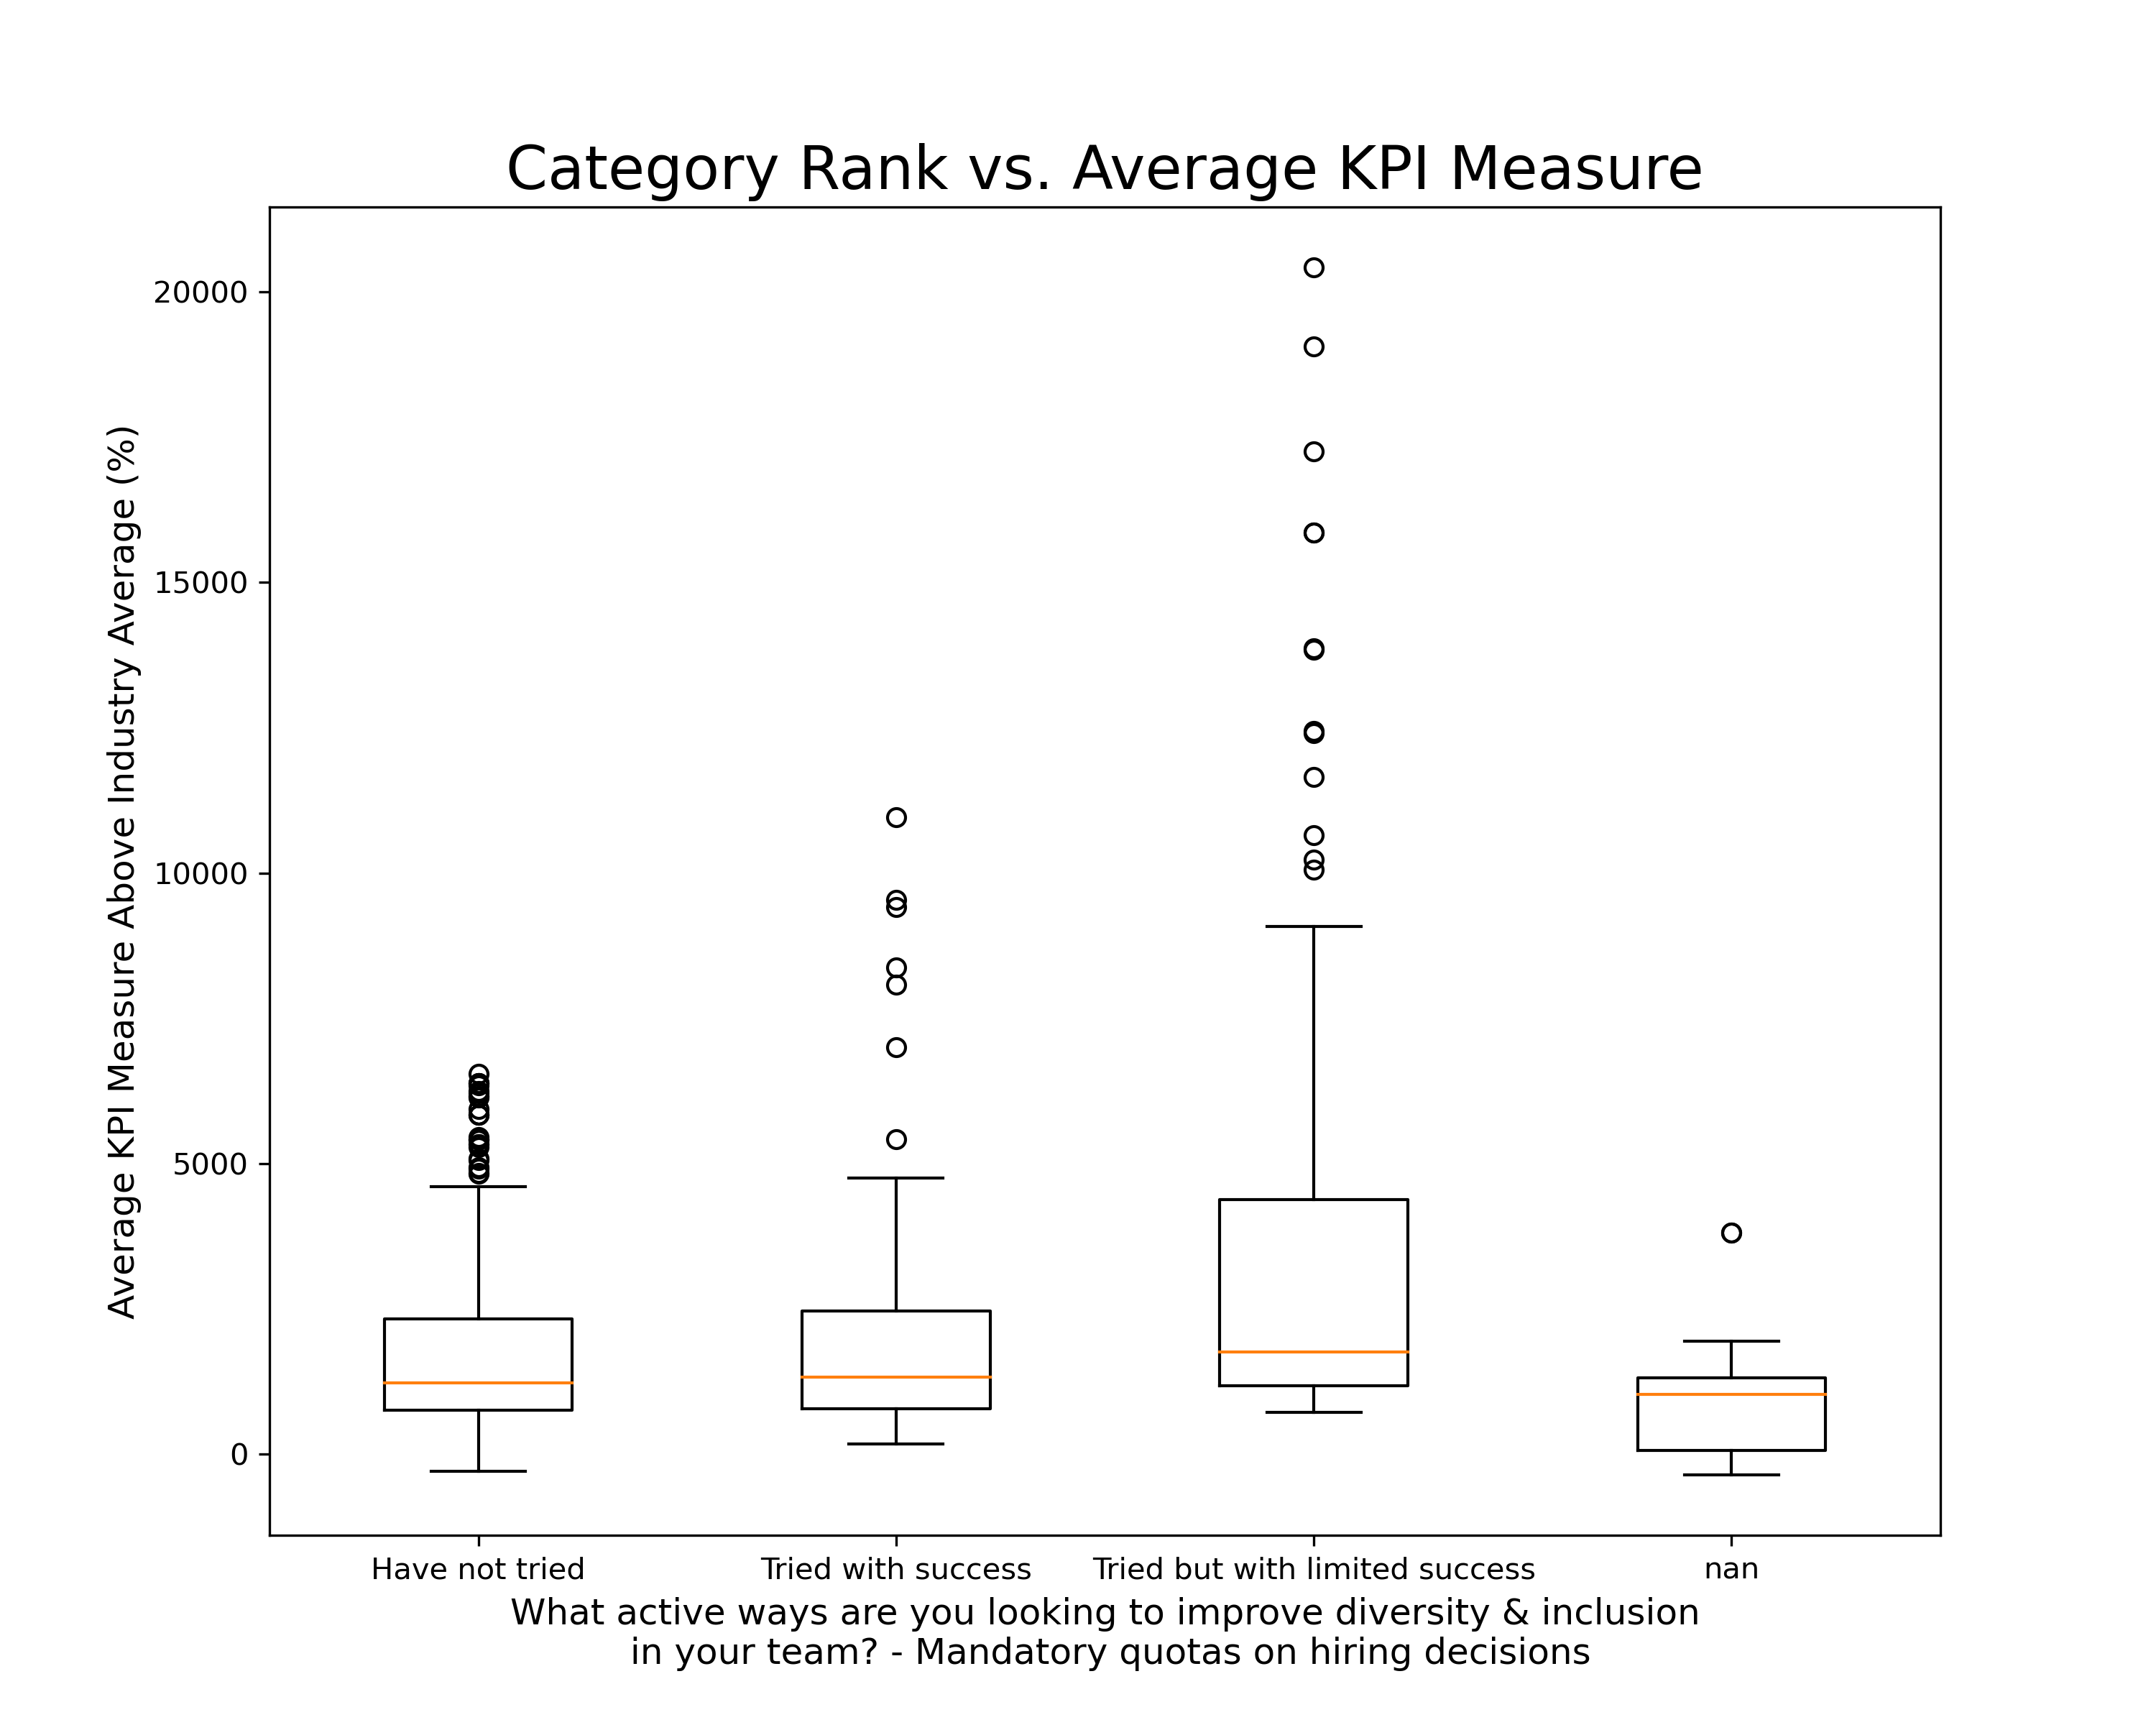 Category Rank vs. Average KPI Measure
Average KPI Measure Above Industry Average (%)
20000
15000
10000
5000
0
Have not tried
Tried with success
Tried but with limited success
nan
What active ways are you looking to improve diversity & inclusion
in your team? - Mandatory quotas on hiring decisions